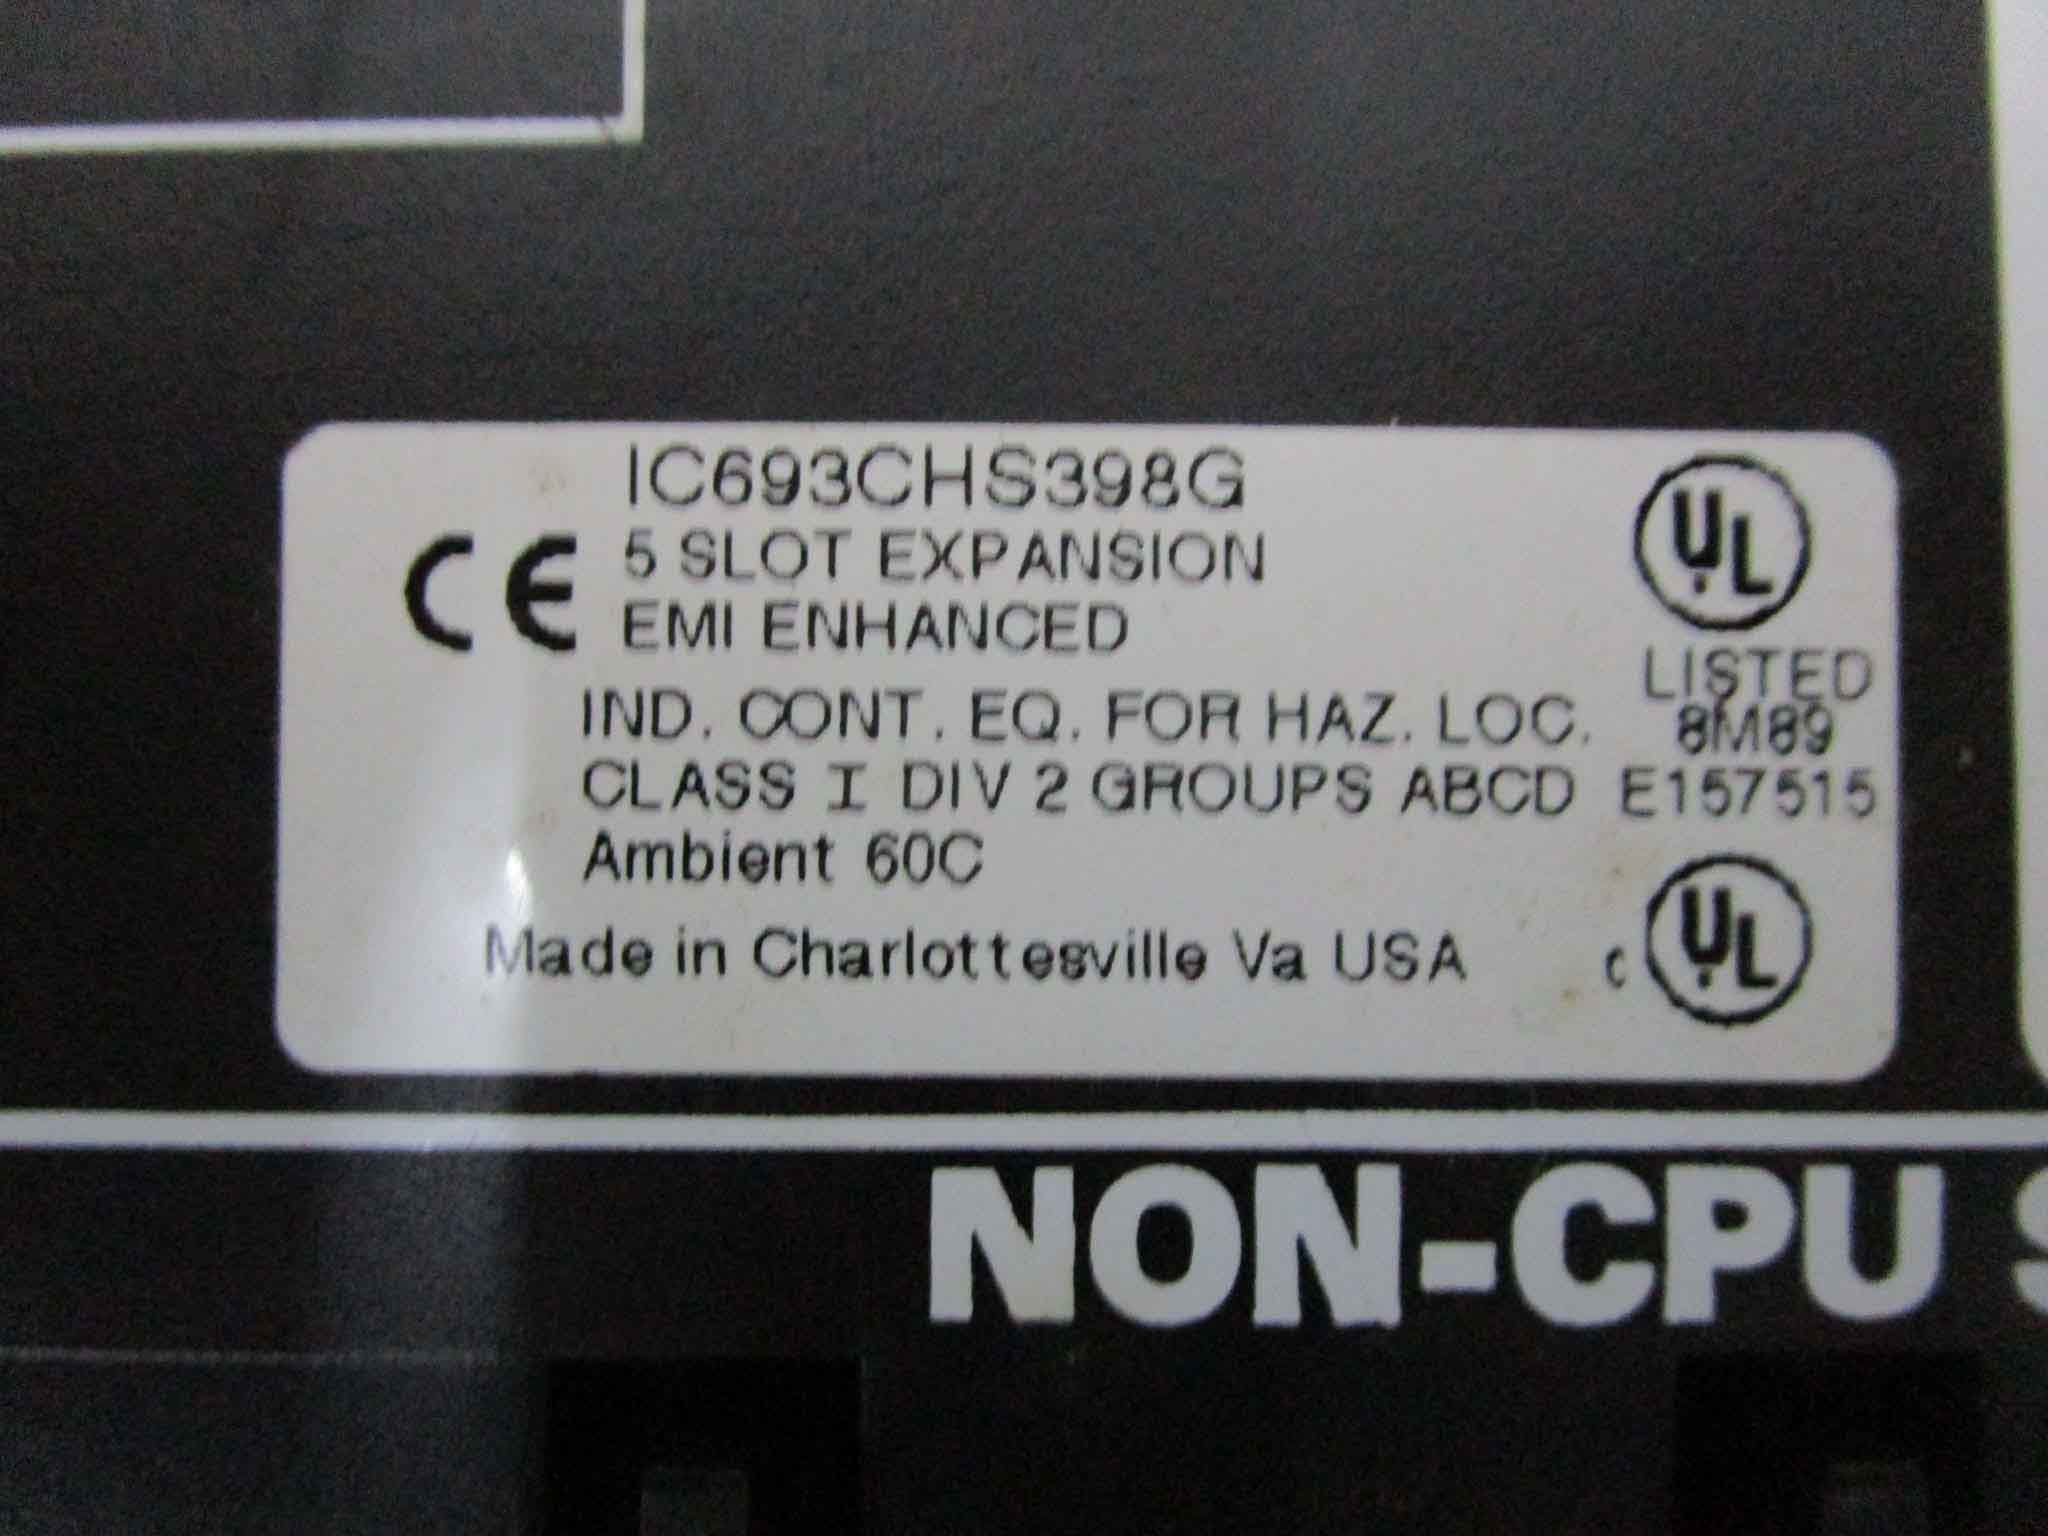 IC693CHS398G
CE 5 SLOT EXPANSION
EMI ENHANCED
IND. CONT. EQ. FOR HAZ. LOC.
CLASS I DIV 2 GROUPS ABCD
Ambient 60C
Made in Charlottesville Va USA
UL
LISTED
8M89
E157515
c UL
NON-CPU